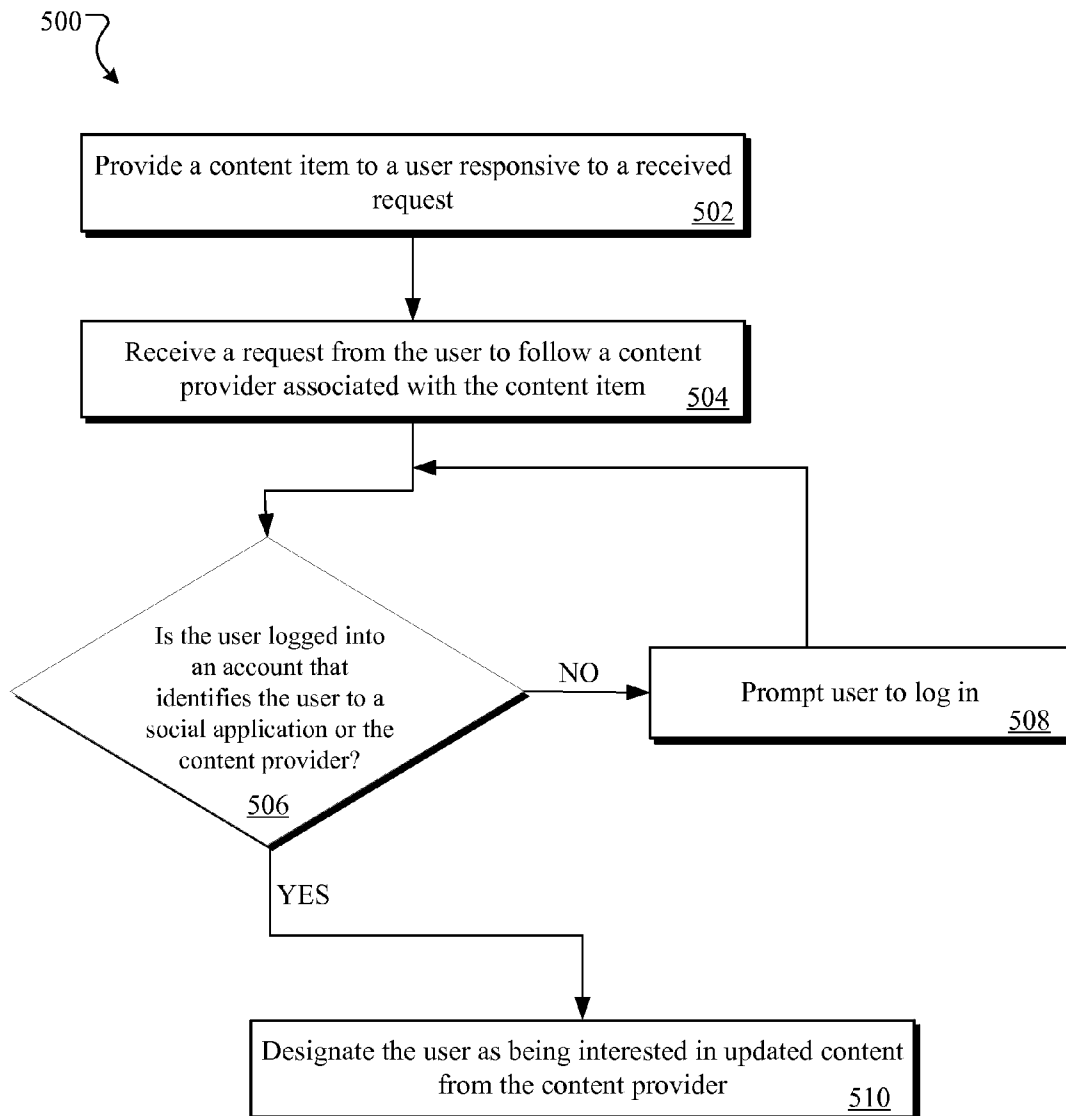 500
Provide a content item to a user responsive to a received
request
502
Receive a request from the user to follow a content
provider associated with the content item
504
Is the user logged into
an account that
identifies the user to a
social application or the
content provider?
506
NO
Prompt user to log in
508
YES
Designate the user as being interested in updated content
from the content provider
510